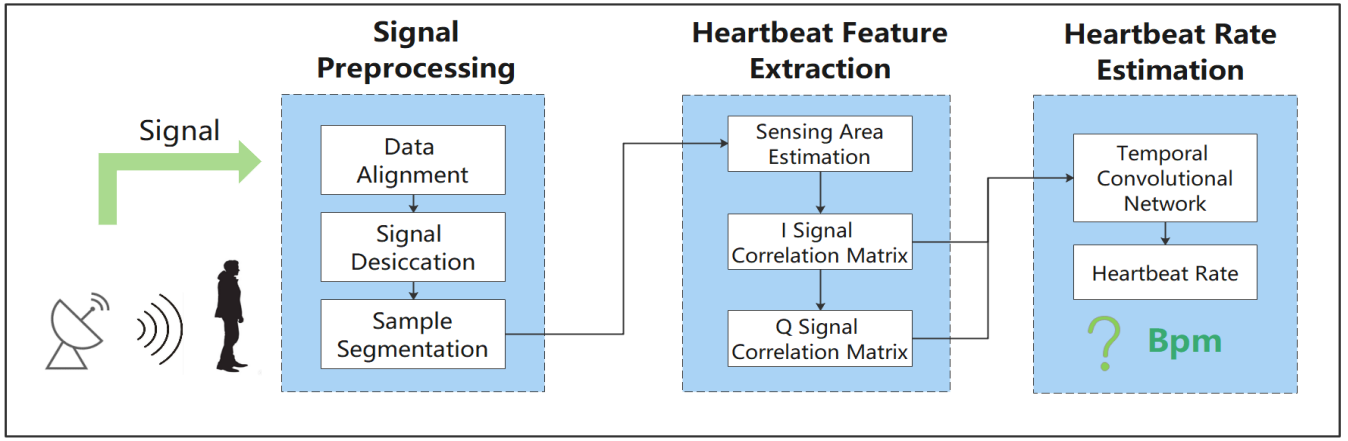 Signal
Signal
Preprocessing
Data
Alignment
Signal
Desiccation
Sample
Segmentation
Heartbeat Feature
Extraction
Sensing Area
Estimation
I Signal
Correlation Matrix
Q Signal
Correlation Matrix
Heartbeat Rate
Estimation
Temporal
Convolutional
Network
Heartbeat Rate
? Bpm